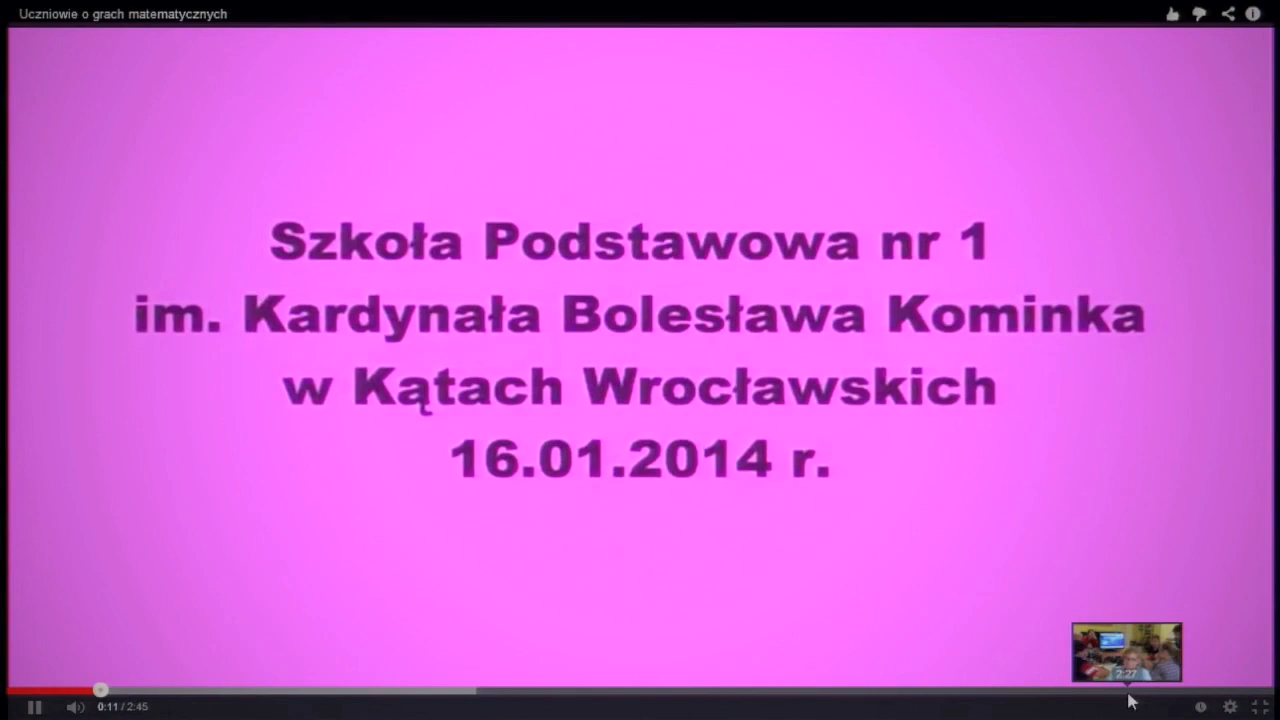 Uczniowie o grach matematycznych
Szkoła Podstawowa nr 1
im. Kardynała Bolesława Kominka
w Kątach Wrocławskich
16.01.2014 r.
2:27
0:11 / 2:45